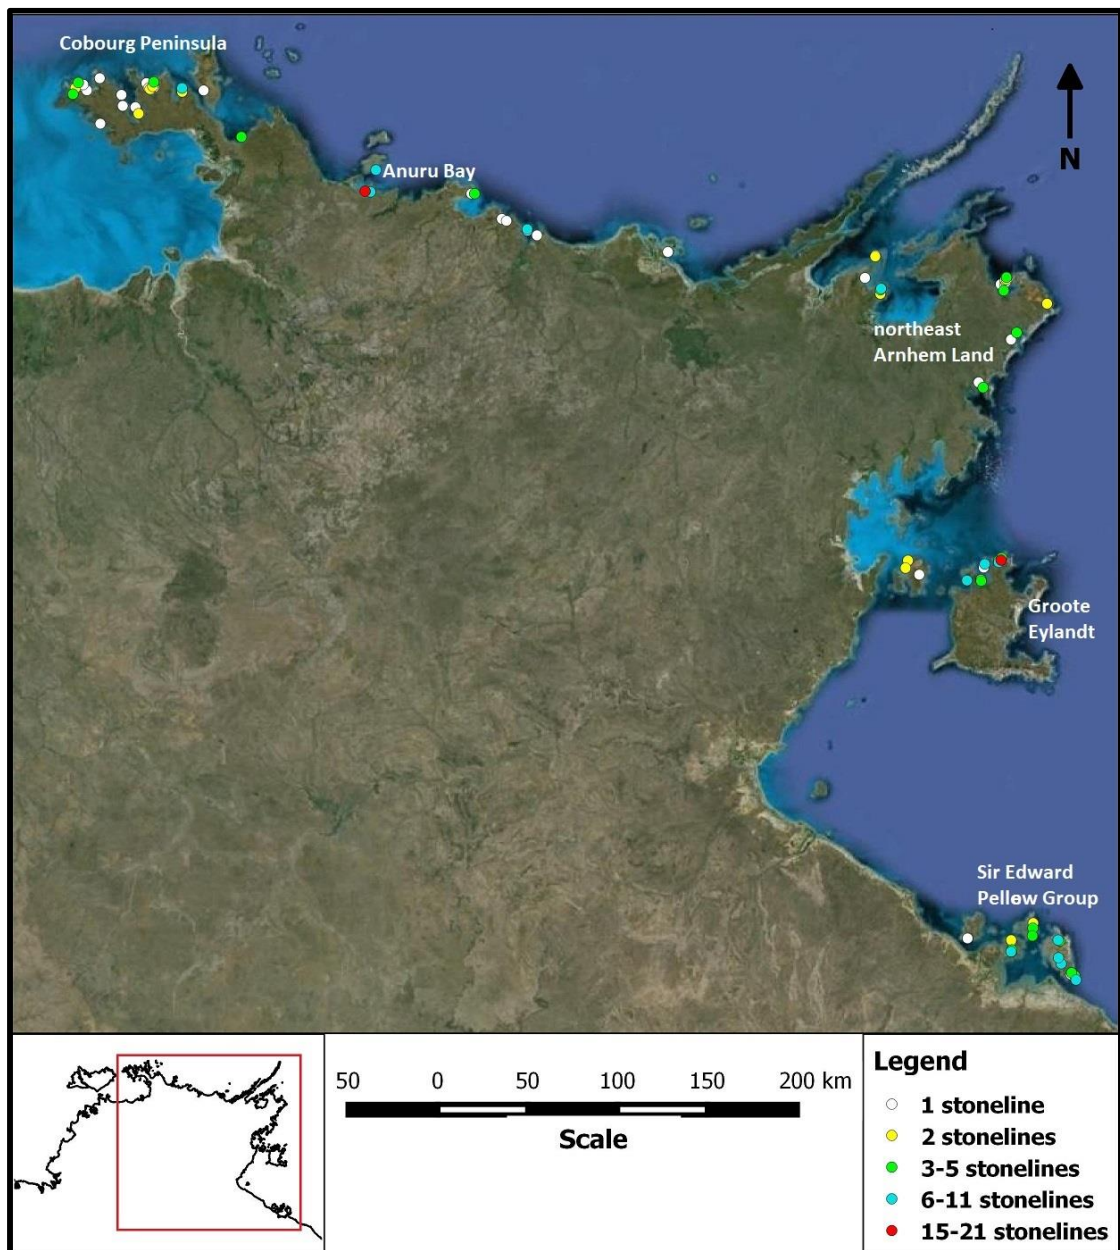 Cobourg Peninsula
N
Anuru Bay
northeast
Arnhem Land
Groote
Eylandt
Sir Edward
Pellew Group
50 0 50 100 150 200 km
Scale
Legend
1 stoneline
2 stonelines
3-5 stonelines
6-11 stonelines
15-21 stonelines